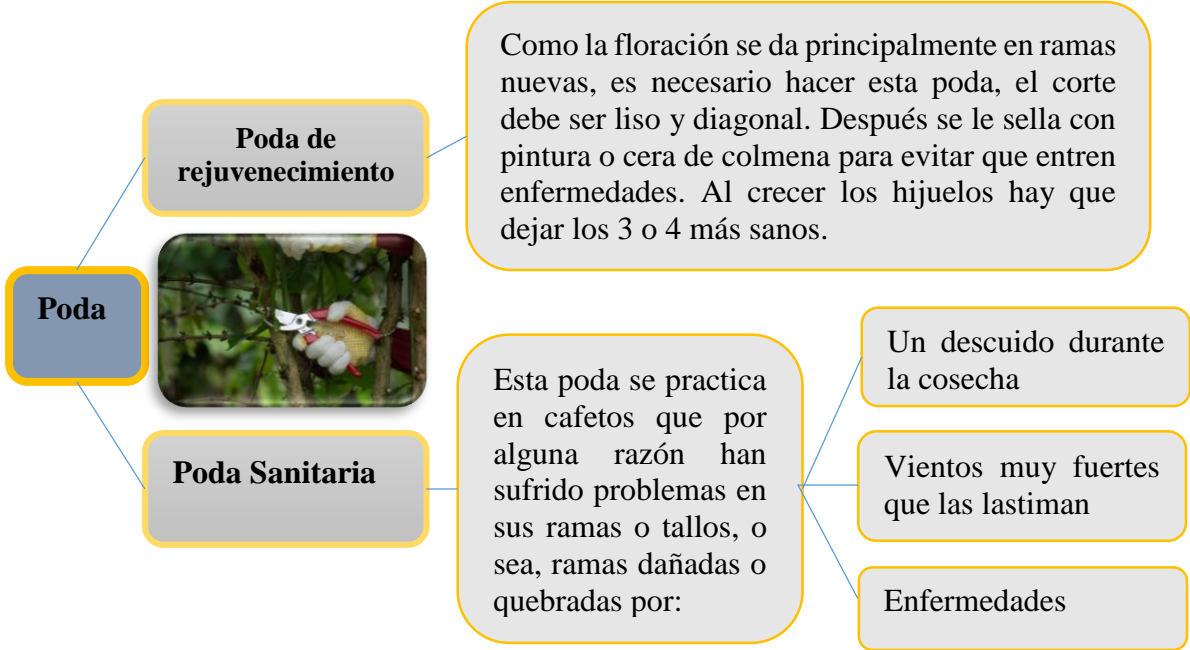 Poda
Poda de
rejuvenecimiento
Como la floración se da principalmente en ramas
nuevas, es necesario hacer esta poda, el corte
debe ser liso y diagonal. Después se le sella con
pintura o cera de colmena para evitar que entren
enfermedades. Al crecer los hijuelos hay que
dejar los 3 o 4 más sanos.
Poda Sanitaria
Esta poda se practica
en cafetos que por
alguna razón han
sufrido problemas en
sus ramas o tallos, o
sea, ramas dañadas o
quebradas por:
Un descuido durante
la cosecha
Vientos muy fuertes
que las lastiman
Enfermedades